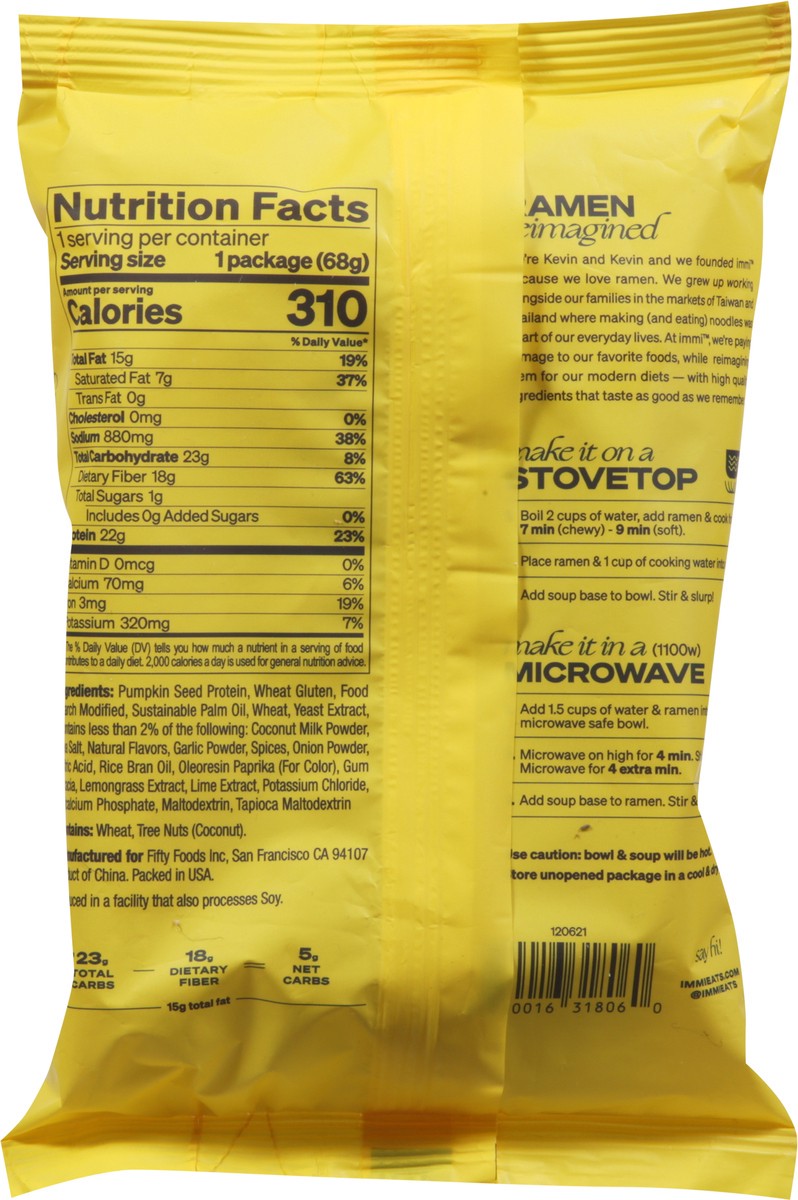 Nutrition Facts
1 serving per container
Serving size 1 package (68g)
Amount per serving
Calories 310
% Daily Value*
Total Fat 15g 19%
Saturated Fat 7g 37%
Trans Fat 0g
Cholesterol 0mg 0%
Sodium 880mg 38%
Total Carbohydrate 23g 8%
Dietary Fiber 18g 63%
Total Sugars 1g
Includes 0g Added Sugars 0%
otein 22g 23%
tamin D 0mcg 0%
alcium 70mg 6%
on 3mg 19%
otassium 320mg 7%
The % Daily Value (DV) tells you how much a nutrient in a serving of food
ntributes to a daily diet. 2,000 calories a day is used for general nutrition advice.
gredients: Pumpkin Seed Protein, Wheat Gluten, Food
arch Modified, Sustainable Palm Oil, Wheat, Yeast Extract,
ntains less than 2% of the following: Coconut Milk Powder,
Salt, Natural Flavors, Garlic Powder, Spices, Onion Powder,
ric Acid, Rice Bran Oil, Oleoresin Paprika (For Color), Gum
acia, Lemongrass Extract, Lime Extract, Potassium Chloride,
calcium Phosphate, Maltodextrin, Tapioca Maltodextrin
ntains: Wheat, Tree Nuts (Coconut).
nufactured for Fifty Foods Inc, San Francisco CA 94107
duct of China. Packed in USA.
uced in a facility that also processes Soy.
23g — 18g = 5g
TOTAL DIETARY NET
CARBS FIBER CARBS
15g total fat
RAMEN
reimagined
're Kevin and Kevin and we founded immi™
cause we love ramen. We grew up working
ngside our families in the markets of Taiwan and
ailand where making (and eating) noodles was
art of our everyday lives. At immi™, we're payin
mage to our favorite foods, while reimaginin
em for our modern diets — with high qual
gredients that taste as good as we remembe
make it on a
STOVETOP
Boil 2 cups of water, add ramen & cook
7 min (chewy) - 9 min (soft).
Place ramen & 1 cup of cooking water into
Add soup base to bowl. Stir & slurp!
make it in a (1100w)
MICROWAVE
Add 1.5 cups of water & ramen in
microwave safe bowl.
Microwave on high for 4 min. S
Microwave for 4 extra min.
Add soup base to ramen. Stir &
Use caution: bowl & soup will be hot.
tore unopened package in a cool & dry
120621
0016 31806 0
say hi!
IMMIEATS.COM
@IMMIEATS